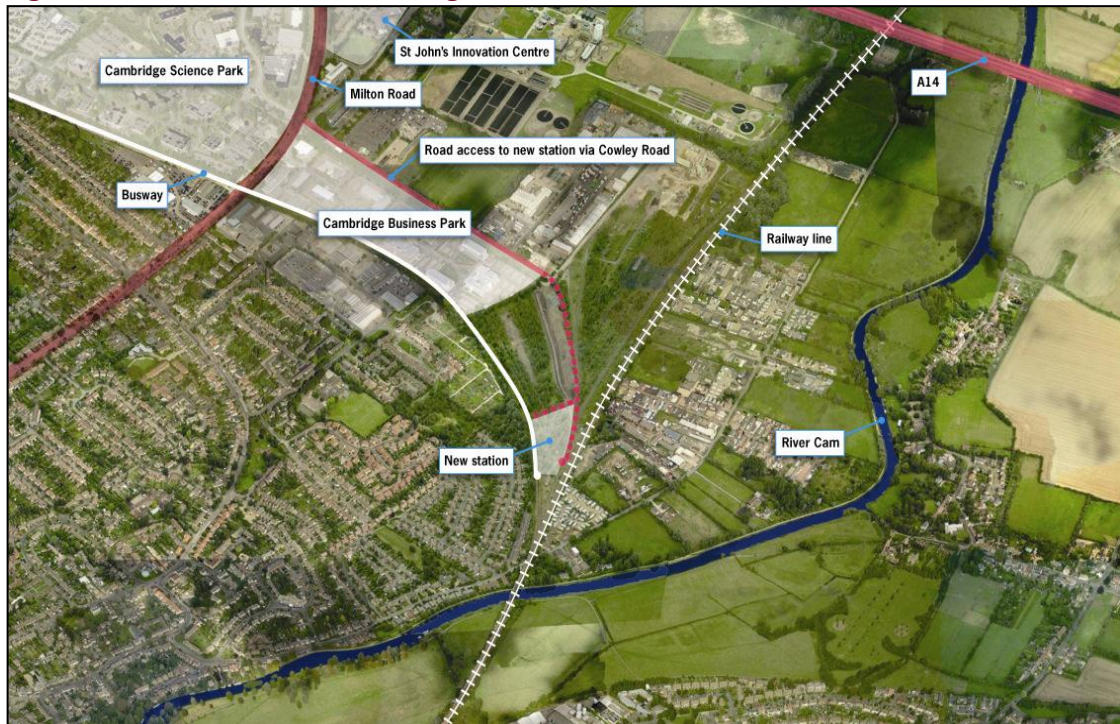 St John's Innovation Centre
Cambridge Science Park
A14
Milton Road
Road access to new station via Cowley Road
Busway
Cambridge Business Park
Railway line
River Cam
New station